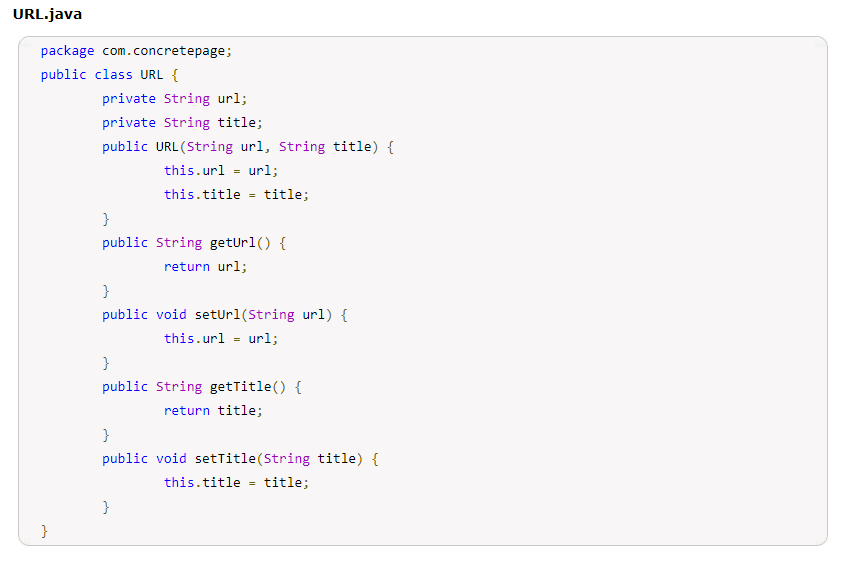 URL.java
package com.concretepage;
public class URL {
private String url;
private String title;
public URL(String url, String title) {
this.url = url;
this.title = title;
}
public String getUrl() {
return url;
}
public void setUrl(String url) {
this.url = url;
}
public String getTitle() {
return title;
}
public void setTitle(String title) {
this.title = title;
}
}